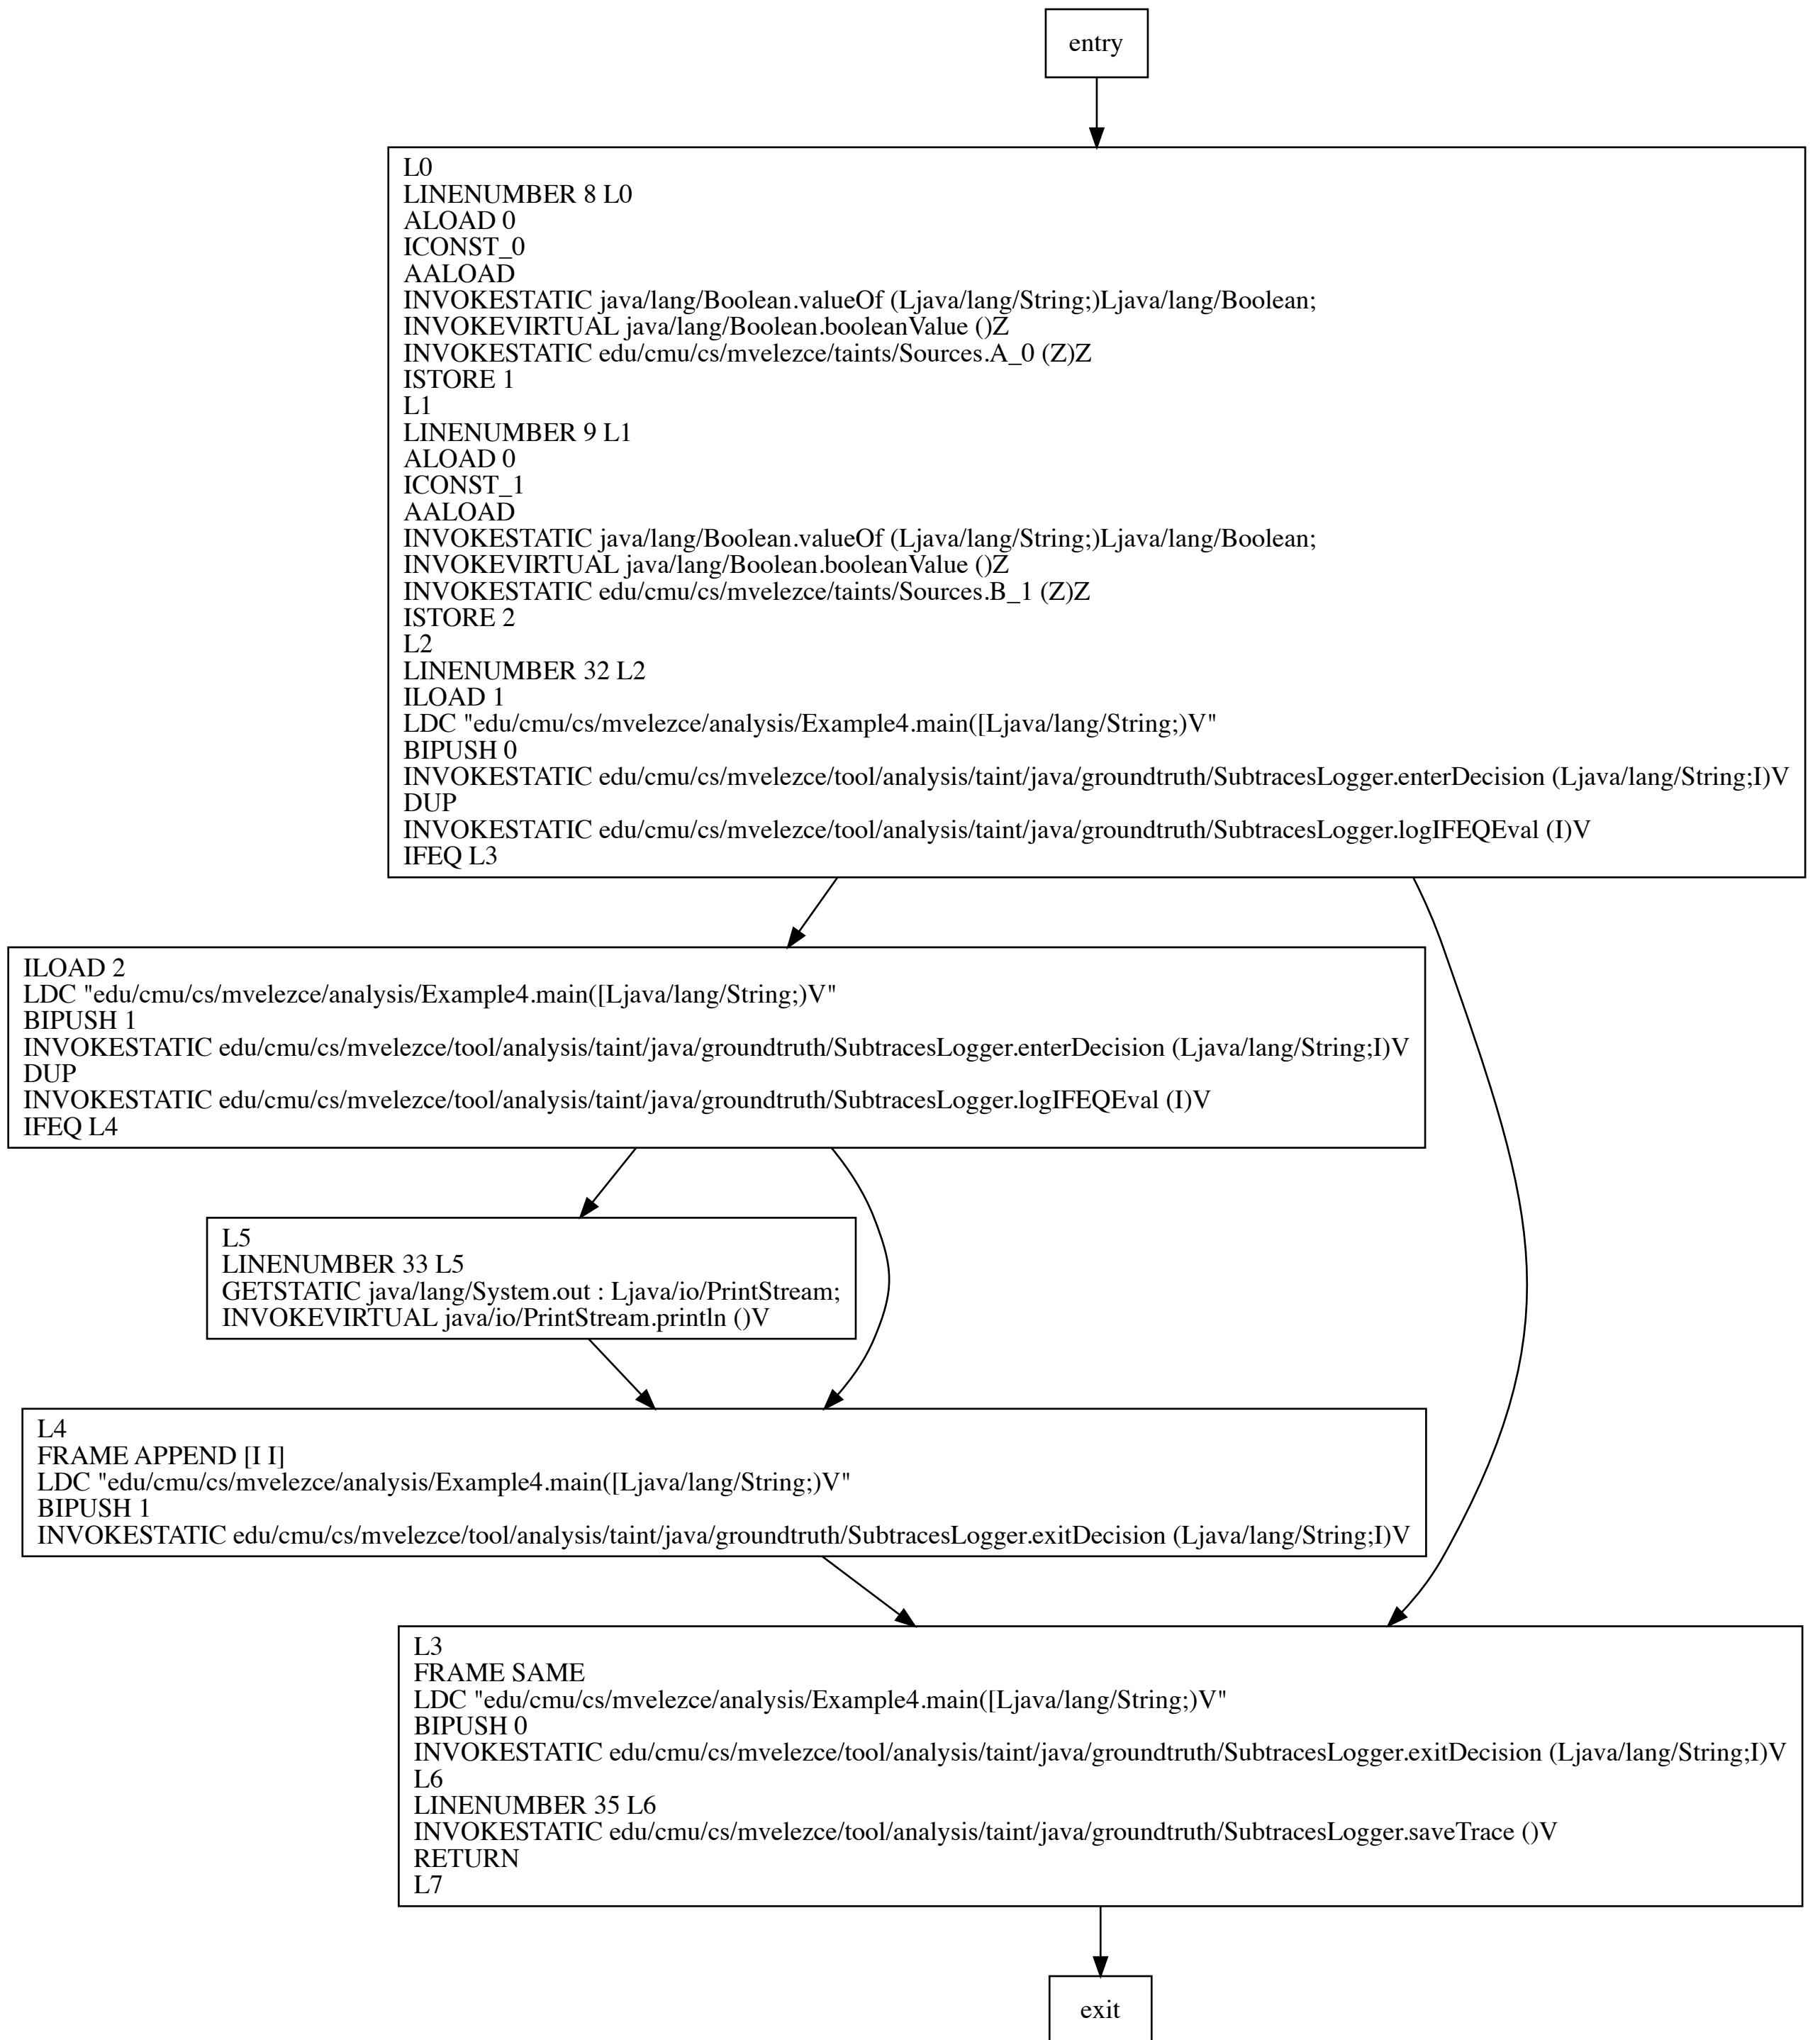 entry
L0
LINENUMBER 8 L0
ALOAD 0
ICONST_0
AALOAD
INVOKESTATIC java/lang/Boolean.valueOf (Ljava/lang/String;)Ljava/lang/Boolean;
INVOKEVIRTUAL java/lang/Boolean.booleanValue ()Z
INVOKESTATIC edu/cmu/cs/mvelezce/taints/Sources.A_0 (Z)Z
ISTORE 1
L1
LINENUMBER 9 L1
ALOAD 0
ICONST_1
AALOAD
INVOKESTATIC java/lang/Boolean.valueOf (Ljava/lang/String;)Ljava/lang/Boolean;
INVOKEVIRTUAL java/lang/Boolean.booleanValue ()Z
INVOKESTATIC edu/cmu/cs/mvelezce/taints/Sources.B_1 (Z)Z
ISTORE 2
L2
LINENUMBER 32 L2
ILOAD 1
LDC "edu/cmu/cs/mvelezce/analysis/Example4.main([Ljava/lang/String;)V"
BIPUSH 0
INVOKESTATIC edu/cmu/cs/mvelezce/tool/analysis/taint/java/groundtruth/SubtracesLogger.enterDecision (Ljava/lang/String;I)V
DUP
INVOKESTATIC edu/cmu/cs/mvelezce/tool/analysis/taint/java/groundtruth/SubtracesLogger.logIFEQEval (I)V
IFEQ L3
ILOAD 2
LDC "edu/cmu/cs/mvelezce/analysis/Example4.main([Ljava/lang/String;)V"
BIPUSH 1
INVOKESTATIC edu/cmu/cs/mvelezce/tool/analysis/taint/java/groundtruth/SubtracesLogger.enterDecision (Ljava/lang/String;I)V
DUP
INVOKESTATIC edu/cmu/cs/mvelezce/tool/analysis/taint/java/groundtruth/SubtracesLogger.logIFEQEval (I)V
IFEQ L4
L5
LINENUMBER 33 L5
GETSTATIC java/lang/System.out : Ljava/io/PrintStream;
INVOKEVIRTUAL java/io/PrintStream.println ()V
L4
FRAME APPEND [I I]
LDC "edu/cmu/cs/mvelezce/analysis/Example4.main([Ljava/lang/String;)V"
BIPUSH 1
INVOKESTATIC edu/cmu/cs/mvelezce/tool/analysis/taint/java/groundtruth/SubtracesLogger.exitDecision (Ljava/lang/String;I)V
L3
FRAME SAME
LDC "edu/cmu/cs/mvelezce/analysis/Example4.main([Ljava/lang/String;)V"
BIPUSH 0
INVOKESTATIC edu/cmu/cs/mvelezce/tool/analysis/taint/java/groundtruth/SubtracesLogger.exitDecision (Ljava/lang/String;I)V
L6
LINENUMBER 35 L6
INVOKESTATIC edu/cmu/cs/mvelezce/tool/analysis/taint/java/groundtruth/SubtracesLogger.saveTrace ()V
RETURN
L7
exit